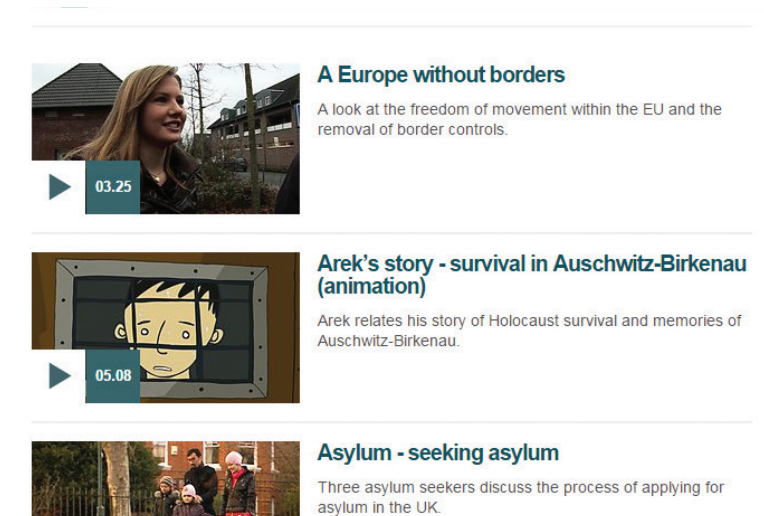 A Europe without borders
A look at the freedom of movement within the EU and the
removal of border controls.
03.25
Arek’s story - survival in Auschwitz-Birkenau
(animation)
Arek relates his story of Holocaust survival and memories of
Auschwitz-Birkenau.
05.08
Asylum - seeking asylum
Three asylum seekers discuss the process of applying for
asylum in the UK.